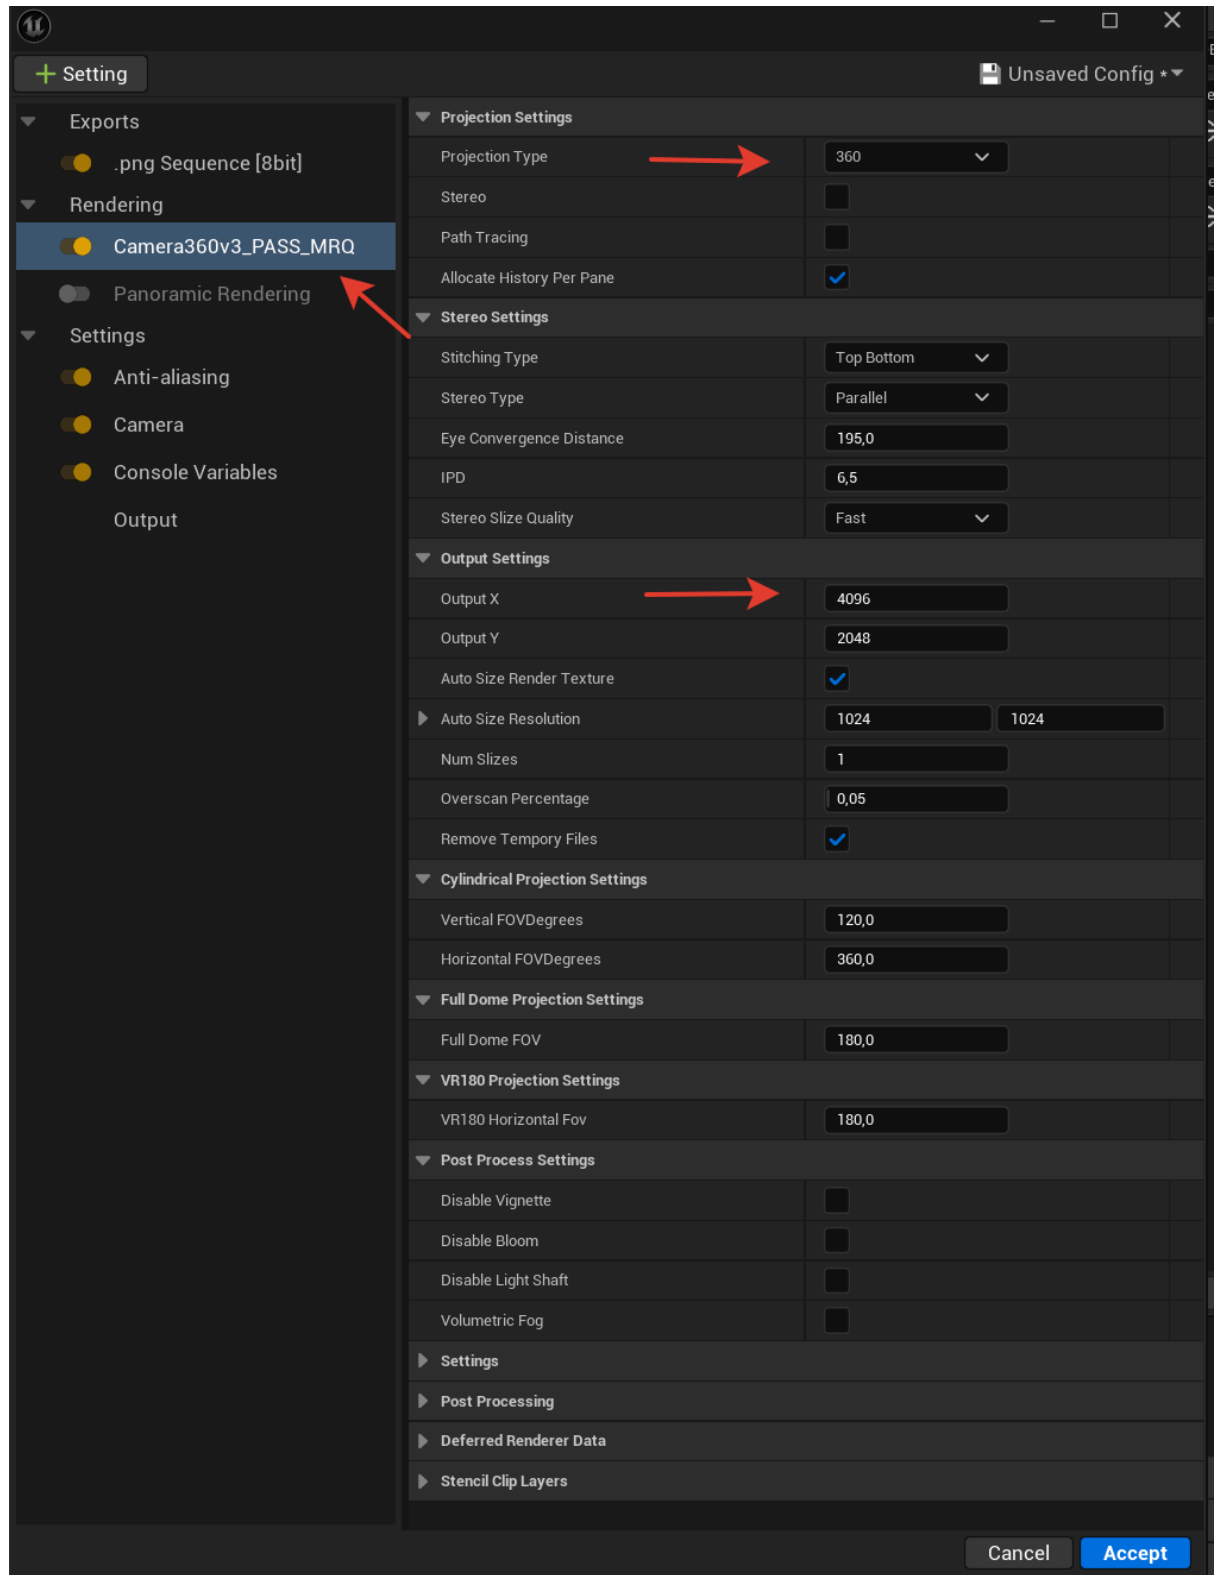 + Setting
Unsaved Config *
Exports
.png Sequence [8bit]
Rendering
Camera360v3_PASS_MRQ
Panoramic Rendering
Settings
Anti-aliasing
Camera
Console Variables
Output
Projection Settings
Projection Type 360
Stereo
Path Tracing
Allocate History Per Pane
Stereo Settings
Stitching Type Top Bottom
Stereo Type Parallel
Eye Convergence Distance 195,0
IPD 6,5
Stereo Slize Quality Fast
Output Settings
Output X 4096
Output Y 2048
Auto Size Render Texture
Auto Size Resolution 1024 1024
Num Slizes 1
Overscan Percentage 0,05
Remove Tempory Files
Cylindrical Projection Settings
Vertical FOVDegrees 120,0
Horizontal FOVDegrees 360,0
Full Dome Projection Settings
Full Dome FOV 180,0
VR180 Projection Settings
VR180 Horizontal Fov 180,0
Post Process Settings
Disable Vignette
Disable Bloom
Disable Light Shaft
Volumetric Fog
Settings
Post Processing
Deferred Renderer Data
Stencil Clip Layers
Cancel Accept